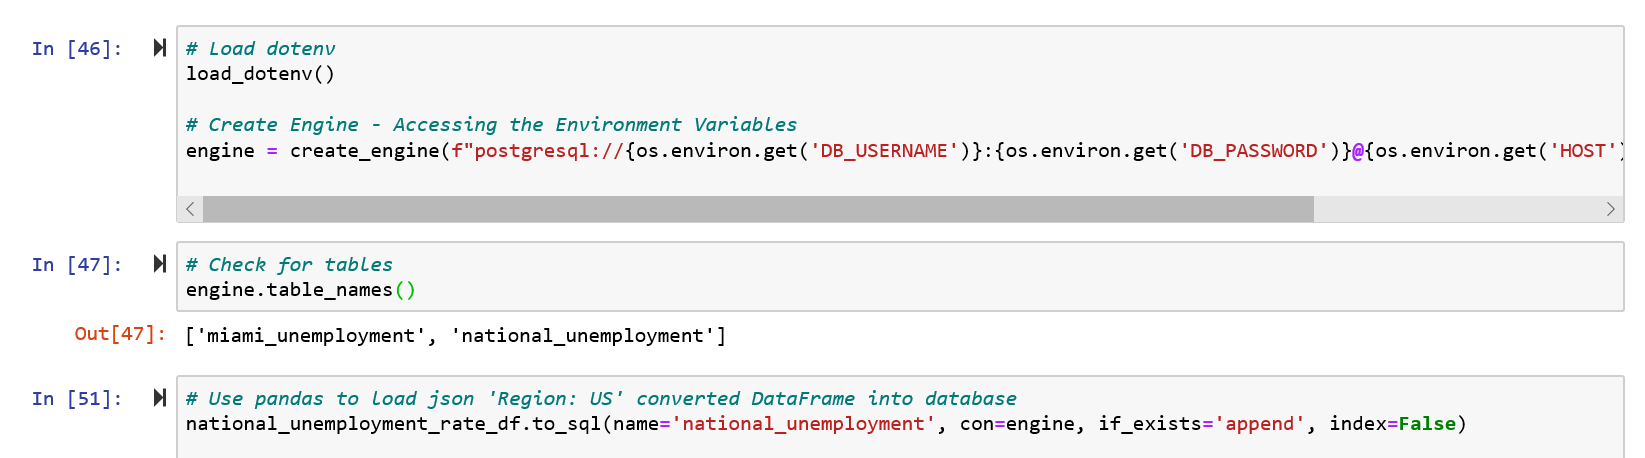 In [46]:
# Load dotenv
load_dotenv()
# Create Engine - Accessing the Environment Variables
engine = create_engine(f"postgresql://{os.environ.get('DB_USERNAME')}:{os.environ.get('DB_PASSWORD')}@{os.environ.get('HOST')
In [47]:
# Check for tables
engine.table_names()
Out[47]:
['miami_unemployment', 'national_unemployment']
In [51]:
# Use pandas to load json 'Region: US' converted DataFrame into database
national_unemployment_rate_df.to_sql(name='national_unemployment', con=engine, if_exists='append', index=False)